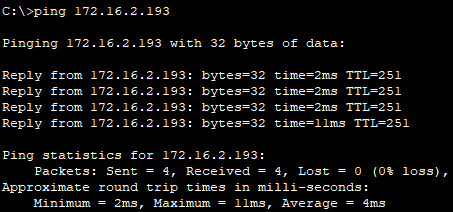 C:\>ping 172.16.2.193
Pinging 172.16.2.193 with 32 bytes of data:
Reply from 172.16.2.193: bytes=32 time=2ms TTL=251
Reply from 172.16.2.193: bytes=32 time=2ms TTL=251
Reply from 172.16.2.193: bytes=32 time=2ms TTL=251
Reply from 172.16.2.193: bytes=32 time=11ms TTL=251
Ping statistics for 172.16.2.193:
    Packets: Sent = 4, Received = 4, Lost = 0 (0% loss),
Approximate round trip times in milli-seconds:
    Minimum = 2ms, Maximum = 11ms, Average = 4ms